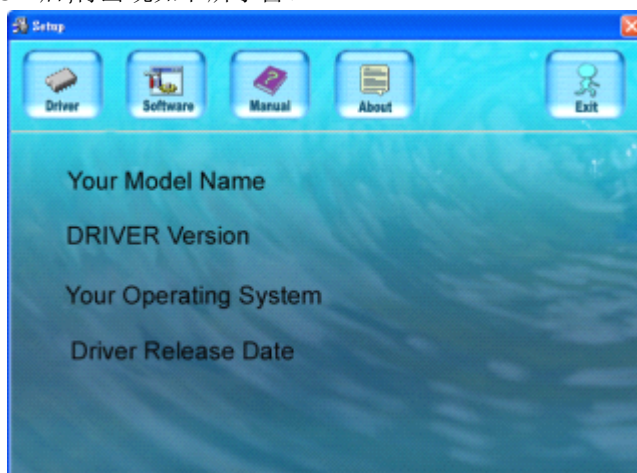 Setup
Driver Software Manual About Exit
Your Model Name
DRIVER Version
Your Operating System
Driver Release Date